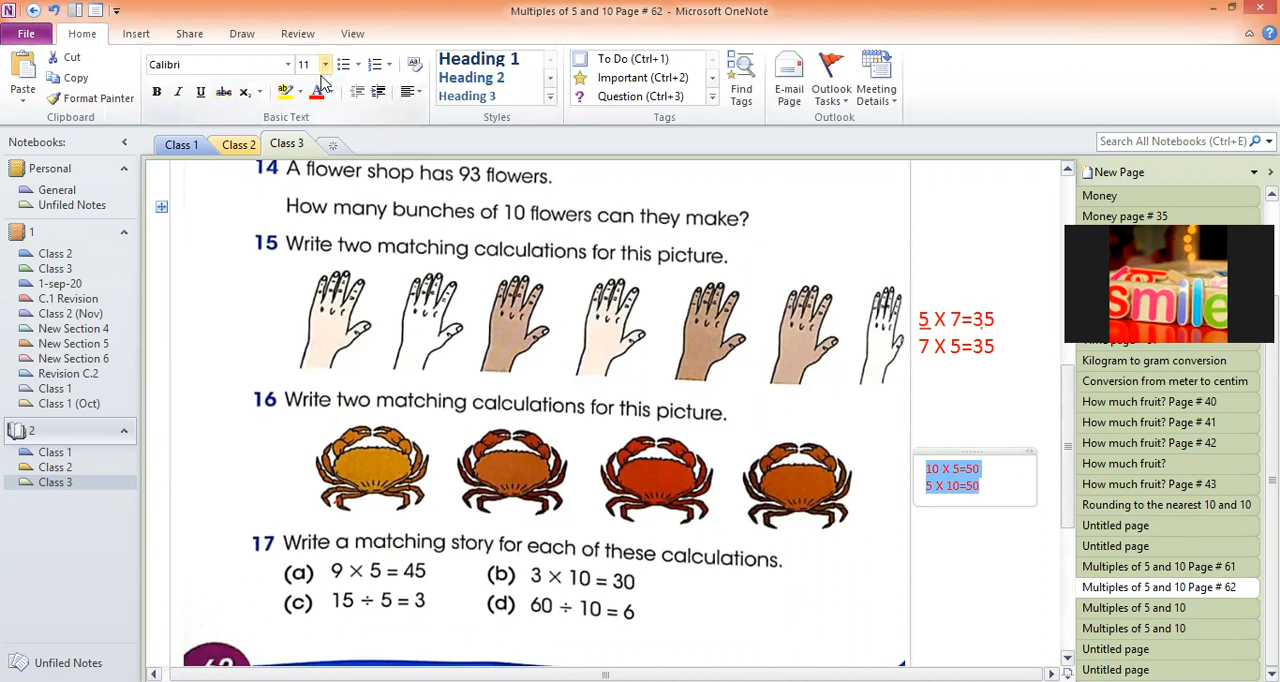 Multiples of 5 and 10 Page # 62 - Microsoft OneNote
File
Home
Insert
Share
Draw
Review
View
Paste
Cut
Copy
Format Painter
Clipboard
Calibri
11
B I U abc x₂
ab A
Basic Text
Heading 1
Heading 2
Heading 3
Styles
To Do (Ctrl+1)
Important (Ctrl+2)
Question (Ctrl+3)
Tags
Find
Tags
E-mail
Page
Outlook
Tasks
Meeting
Details
Outlook
Notebooks:
Personal
General
Unfiled Notes
1
Class 2
Class 3
1-sep-20
C.1 Revision
Class 2 (Nov)
New Section 4
New Section 5
New Section 6
Revision C.2
Class 1
Class 1 (Oct)
2
Class 1
Class 2
Class 3
Unfiled Notes
Class 1
Class 2
Class 3
Search All Notebooks (Ctrl+E)
14 A flower shop has 93 flowers.
How many bunches of 10 flowers can they make?
15 Write two matching calculations for this picture.
5 X 7=35
7 X 5=35
16 Write two matching calculations for this picture.
10 X 5=50
5 X 10=50
17 Write a matching story for each of these calculations.
(a) 9 × 5 = 45 (b) 3 × 10 = 30
(c) 15 ÷ 5 = 3 (d) 60 ÷ 10 = 6
New Page
Money
Money page # 35
smile
Kilogram to gram conversion
Conversion from meter to centim
How much fruit? Page # 40
How much fruit? Page # 41
How much fruit? Page # 42
How much fruit?
How much fruit? Page # 43
Rounding to the nearest 10 and 10
Untitled page
Untitled page
Multiples of 5 and 10 Page # 61
Multiples of 5 and 10 Page # 62
Multiples of 5 and 10
Multiples of 5 and 10
Untitled page
Untitled page